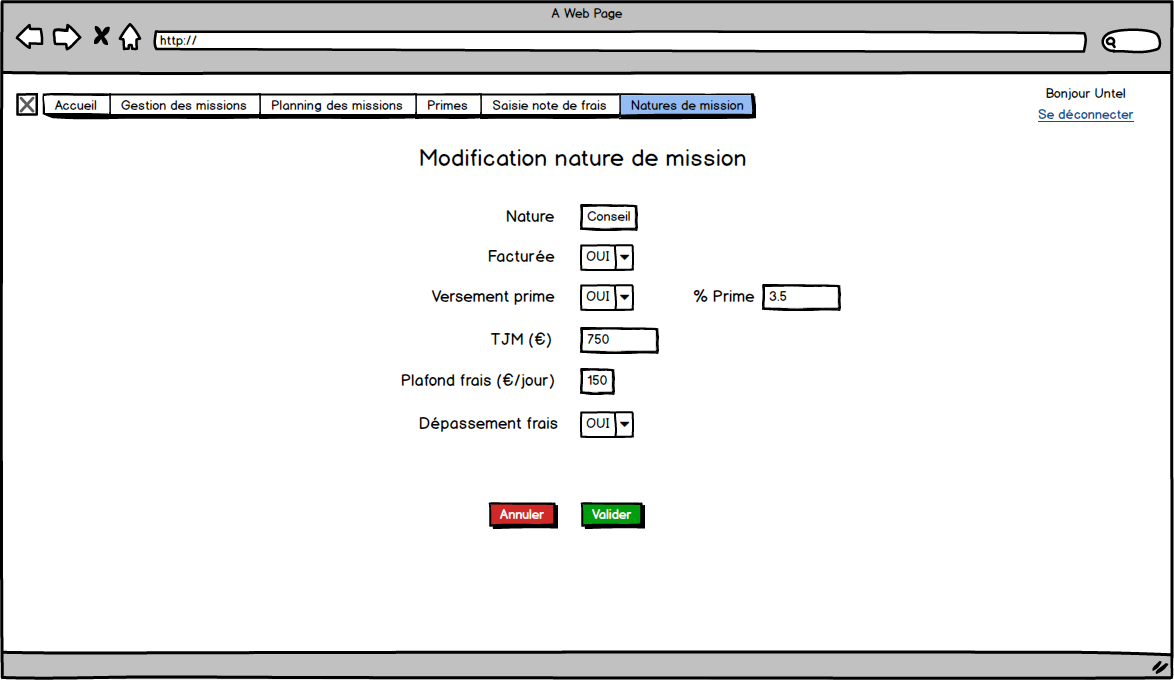 A Web Page
http://
Accueil Gestion des missions Planning des missions Primes Saisie note de frais Natures de mission
Bonjour Untel
Se déconnecter
Modification nature de mission
Nature Conseil
Facturée OUI
Versement prime OUI % Prime 3.5
TJM (€) 750
Plafond frais (€/jour) 150
Dépassement frais OUI
Annuler Valider